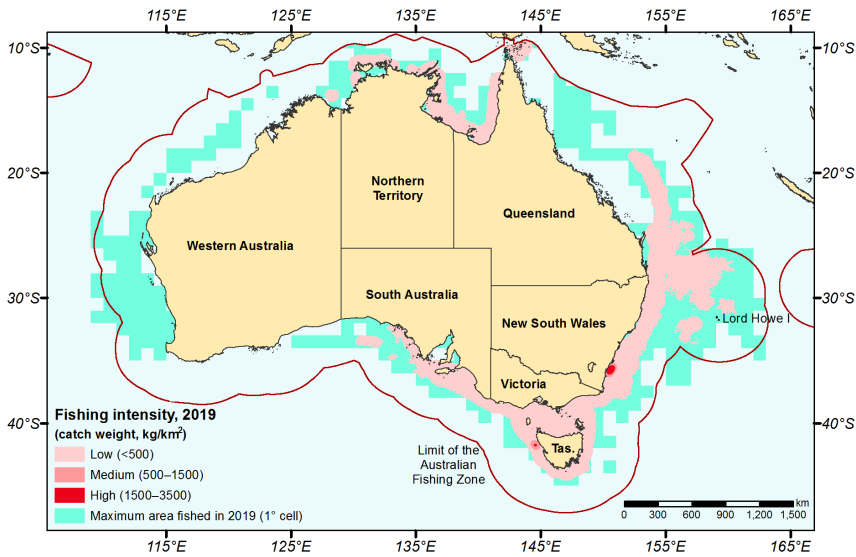 115°E 125°E 135°E 145°E 155°E 165°E
10°S 10°S
20°S 20°S
Northern
Territory
Queensland
Western Australia
South Australia
30°S 30°S
Lord Howe I
New South Wales
Victoria
40°S 40°S
Tas.
Limit of the
Australian
Fishing Zone
Fishing intensity, 2019
(catch weight, kg/km²)
Low (<500)
Medium (500–1500)
High (1500–3500)
Maximum area fished in 2019 (1° cell)
km
0 300 600 900 1,200 1,500
115°E 125°E 135°E 145°E 155°E 165°E